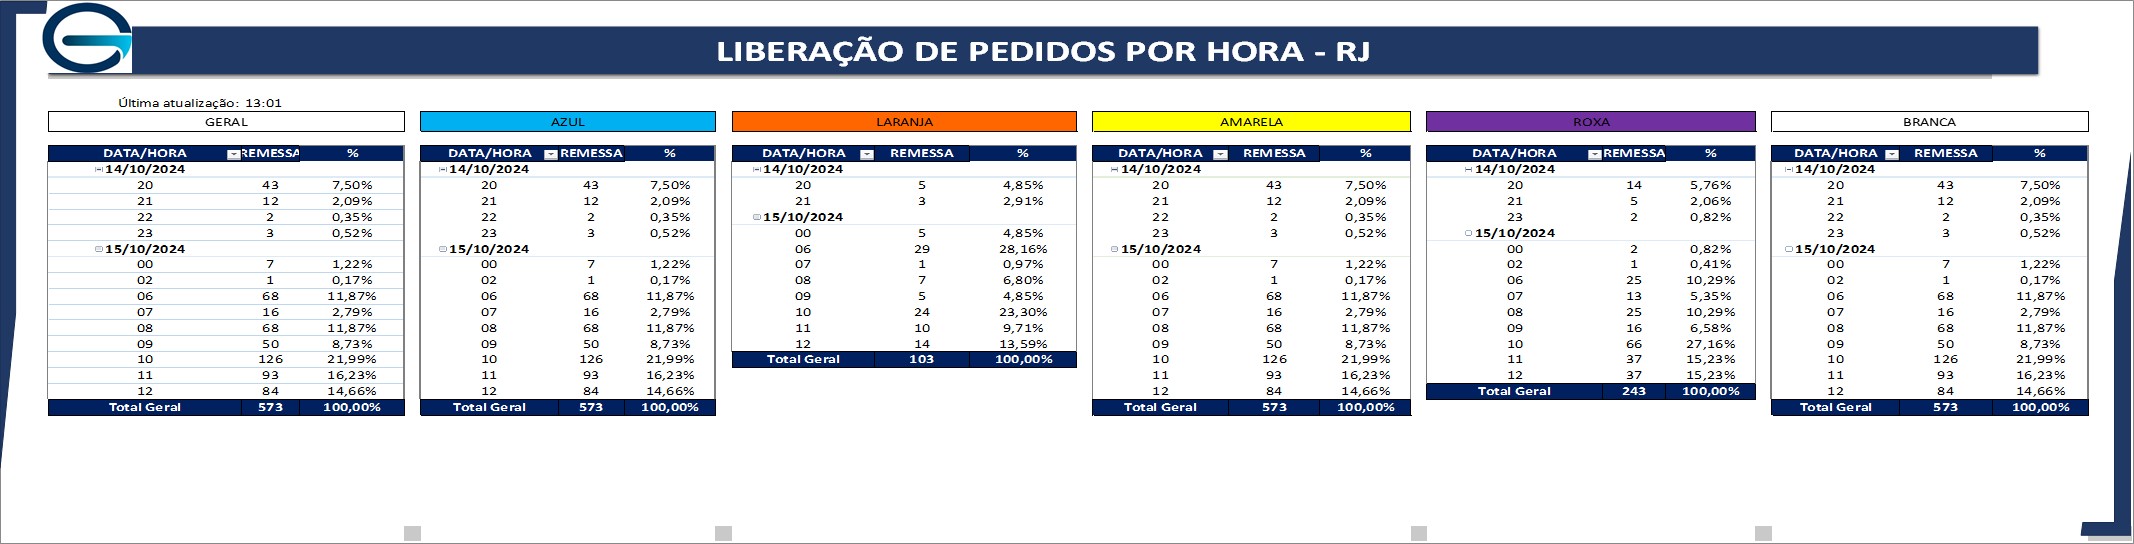 LIBERAÇÃO DE PEDIDOS POR HORA - RJ
Última atualização: 13:01
GERAL AZUL LARANJA AMARELA ROXA BRANCA
DATA/HORA REMESSA % DATA/HORA REMESSA % DATA/HORA REMESSA % DATA/HORA REMESSA % DATA/HORA REMESSA % DATA/HORA REMESSA %
14/10/2024 14/10/2024 14/10/2024 14/10/2024 14/10/2024 14/10/2024
20 43 7,50% 20 43 7,50% 20 5 4,85% 20 43 7,50% 20 14 5,76% 20 43 7,50%
21 12 2,09% 21 12 2,09% 21 3 2,91% 21 12 2,09% 21 5 2,06% 21 12 2,09%
22 2 0,35% 22 2 0,35% 15/10/2024 22 2 0,35% 23 2 0,82% 22 2 0,35%
23 3 0,52% 23 3 0,52% 00 5 4,85% 23 3 0,52% 15/10/2024 23 3 0,52%
15/10/2024 15/10/2024 06 29 28,16% 15/10/2024 00 2 0,82% 15/10/2024
00 7 1,22% 00 7 1,22% 07 1 0,97% 00 7 1,22% 02 1 0,41% 00 7 1,22%
02 1 0,17% 02 1 0,17% 08 7 6,80% 02 1 0,17% 06 25 10,29% 02 1 0,17%
06 68 11,87% 06 68 11,87% 09 5 4,85% 06 68 11,87% 07 13 5,35% 06 68 11,87%
07 16 2,79% 07 16 2,79% 10 24 23,30% 07 16 2,79% 08 25 10,29% 07 16 2,79%
08 68 11,87% 08 68 11,87% 11 10 9,71% 08 68 11,87% 09 16 6,58% 08 68 11,87%
09 50 8,73% 09 50 8,73% 12 14 13,59% 09 50 8,73% 10 66 27,16% 09 50 8,73%
10 126 21,99% 10 126 21,99% Total Geral 103 100,00% 10 126 21,99% 11 37 15,23% 10 126 21,99%
11 93 16,23% 11 93 16,23% 11 93 16,23% 12 37 15,23% 11 93 16,23%
12 84 14,66% 12 84 14,66% 12 84 14,66% Total Geral 243 100,00% 12 84 14,66%
Total Geral 573 100,00% Total Geral 573 100,00% Total Geral 573 100,00% Total Geral 573 100,00%